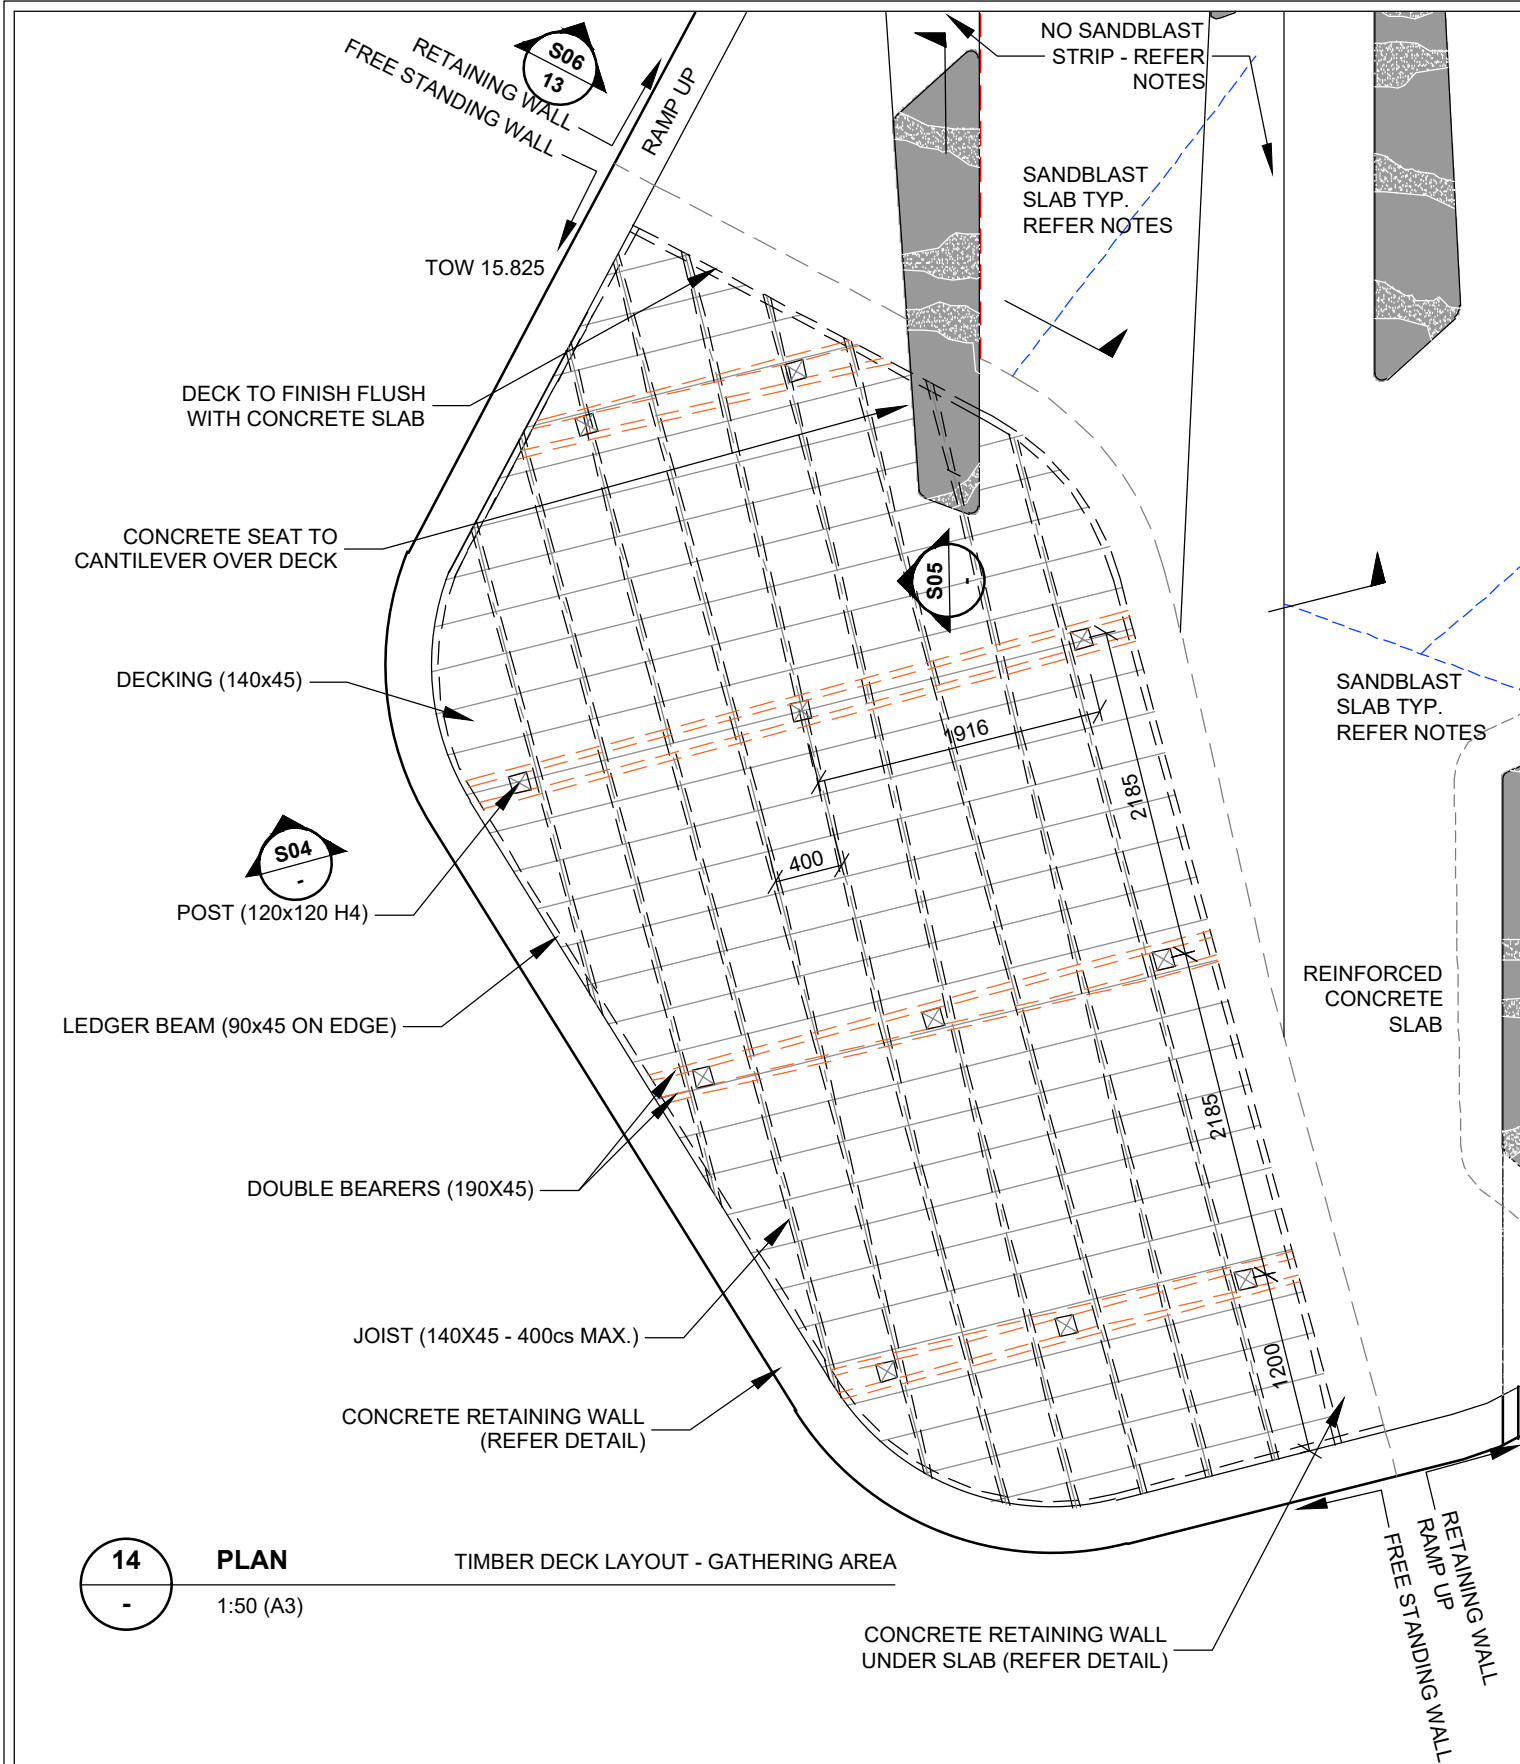 S06
13
RETAINING WALL
FREE STANDING WALL
RAMP UP
NO SANDBLAST
STRIP - REFER
NOTES
SANDBLAST
SLAB TYP.
REFER NOTES
TOW 15.825
DECK TO FINISH FLUSH
WITH CONCRETE SLAB
CONCRETE SEAT TO
CANTILEVER OVER DECK
S05
-
DECKING (140x45)
SANDBLAST
SLAB TYP.
REFER NOTES
1916
2185
400
S04
-
POST (120x120 H4)
LEDGER BEAM (90x45 ON EDGE)
REINFORCED
CONCRETE
SLAB
2185
DOUBLE BEARERS (190X45)
JOIST (140X45 - 400cs MAX.)
1200
CONCRETE RETAINING WALL
(REFER DETAIL)
14
-
PLAN
TIMBER DECK LAYOUT - GATHERING AREA
1:50 (A3)
CONCRETE RETAINING WALL
UNDER SLAB (REFER DETAIL)
RETAINING WALL
RAMP UP
FREE STANDING WALL